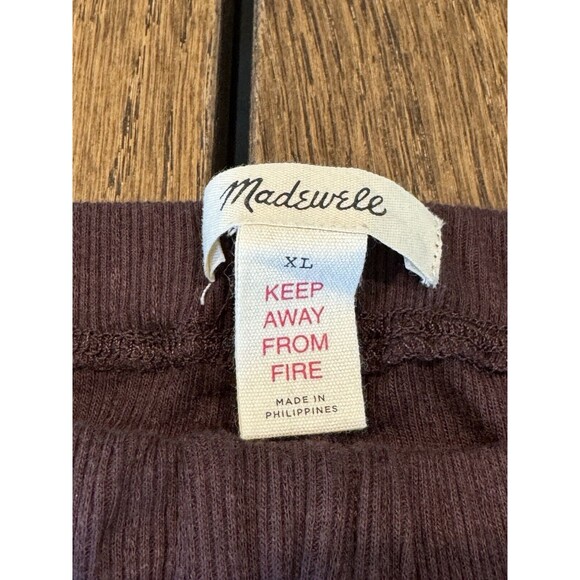 Madewell
XL
KEEP
AWAY
FROM
FIRE
MADE IN
PHILIPPINES